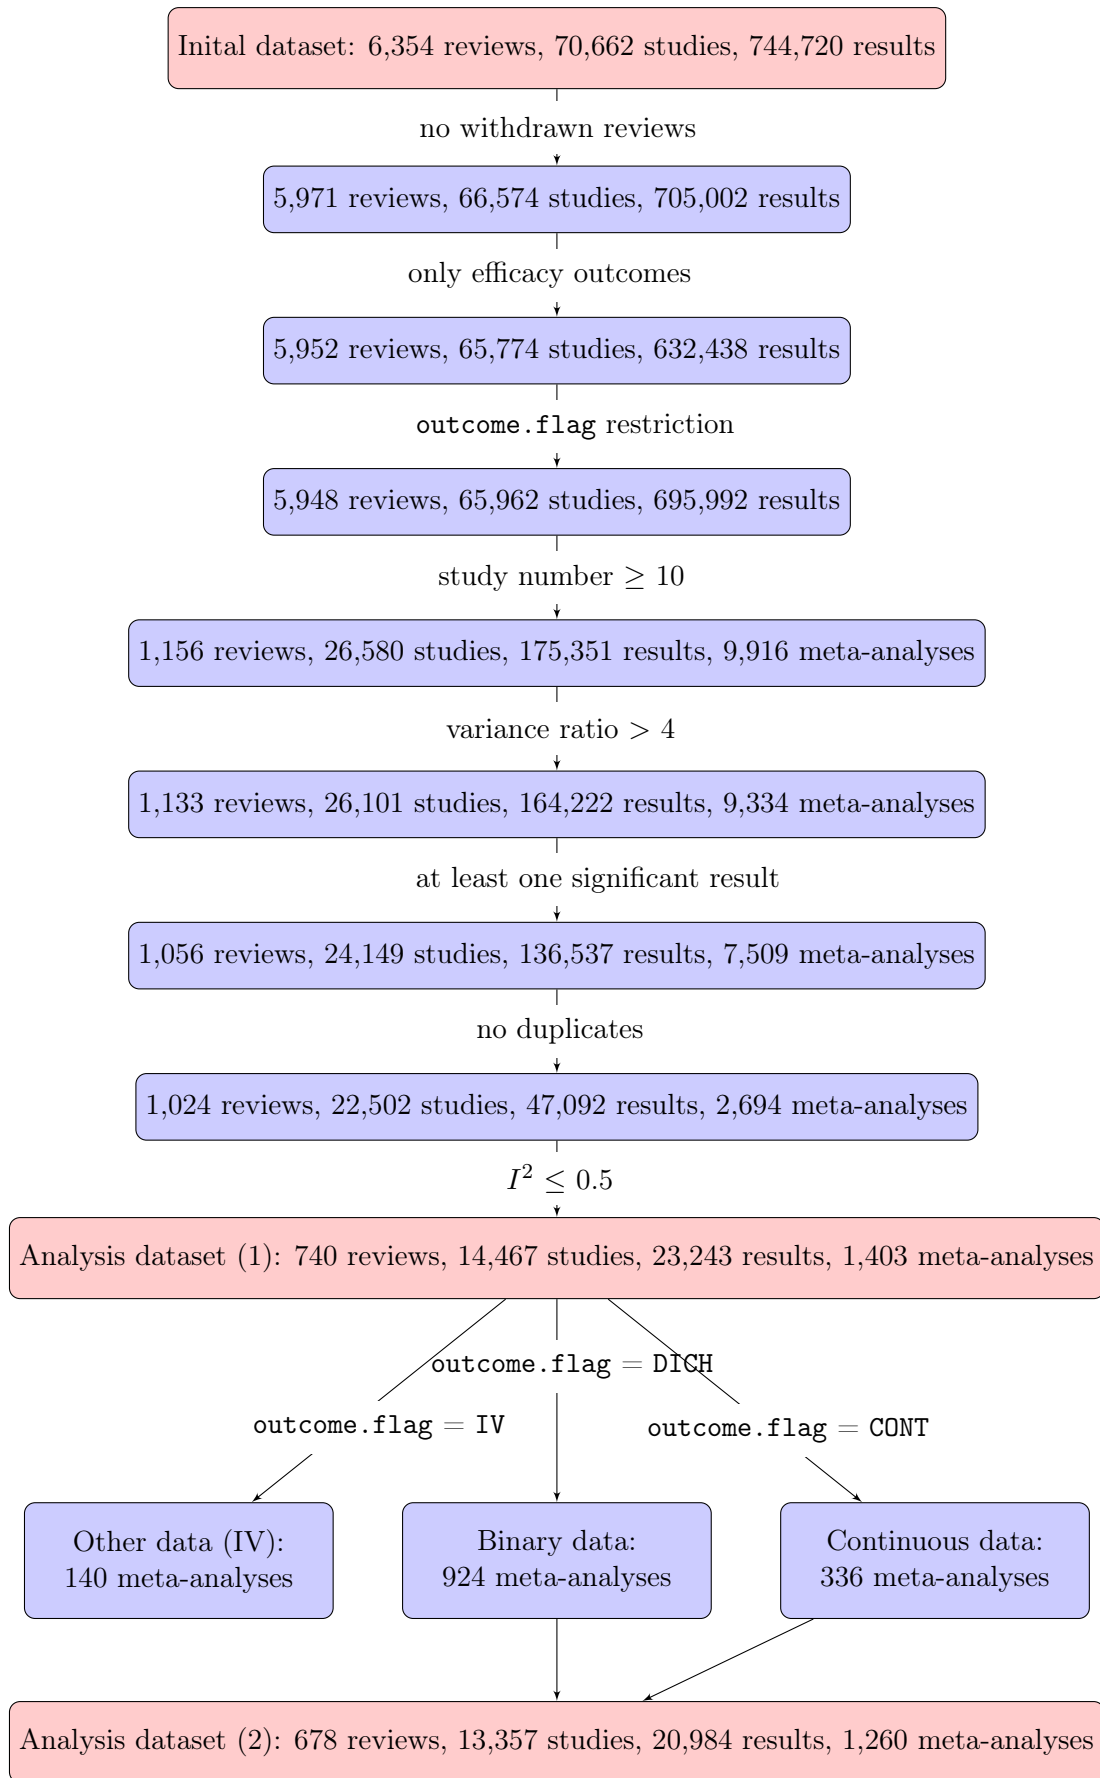 Inital dataset: 6,354 reviews, 70,662 studies, 744,720 results
no withdrawn reviews
5,971 reviews, 66,574 studies, 705,002 results
only efficacy outcomes
5,952 reviews, 65,774 studies, 632,438 results
outcome.flag restriction
5,948 reviews, 65,962 studies, 695,992 results
study number ≥ 10
1,156 reviews, 26,580 studies, 175,351 results, 9,916 meta-analyses
variance ratio > 4
1,133 reviews, 26,101 studies, 164,222 results, 9,334 meta-analyses
at least one significant result
1,056 reviews, 24,149 studies, 136,537 results, 7,509 meta-analyses
no duplicates
1,024 reviews, 22,502 studies, 47,092 results, 2,694 meta-analyses
I² ≤ 0.5
Analysis dataset (1): 740 reviews, 14,467 studies, 23,243 results, 1,403 meta-analyses
outcome.flag = DICH
outcome.flag = IV
outcome.flag = CONT
Other data (IV):
140 meta-analyses
Binary data:
924 meta-analyses
Continuous data:
336 meta-analyses
Analysis dataset (2): 678 reviews, 13,357 studies, 20,984 results, 1,260 meta-analyses